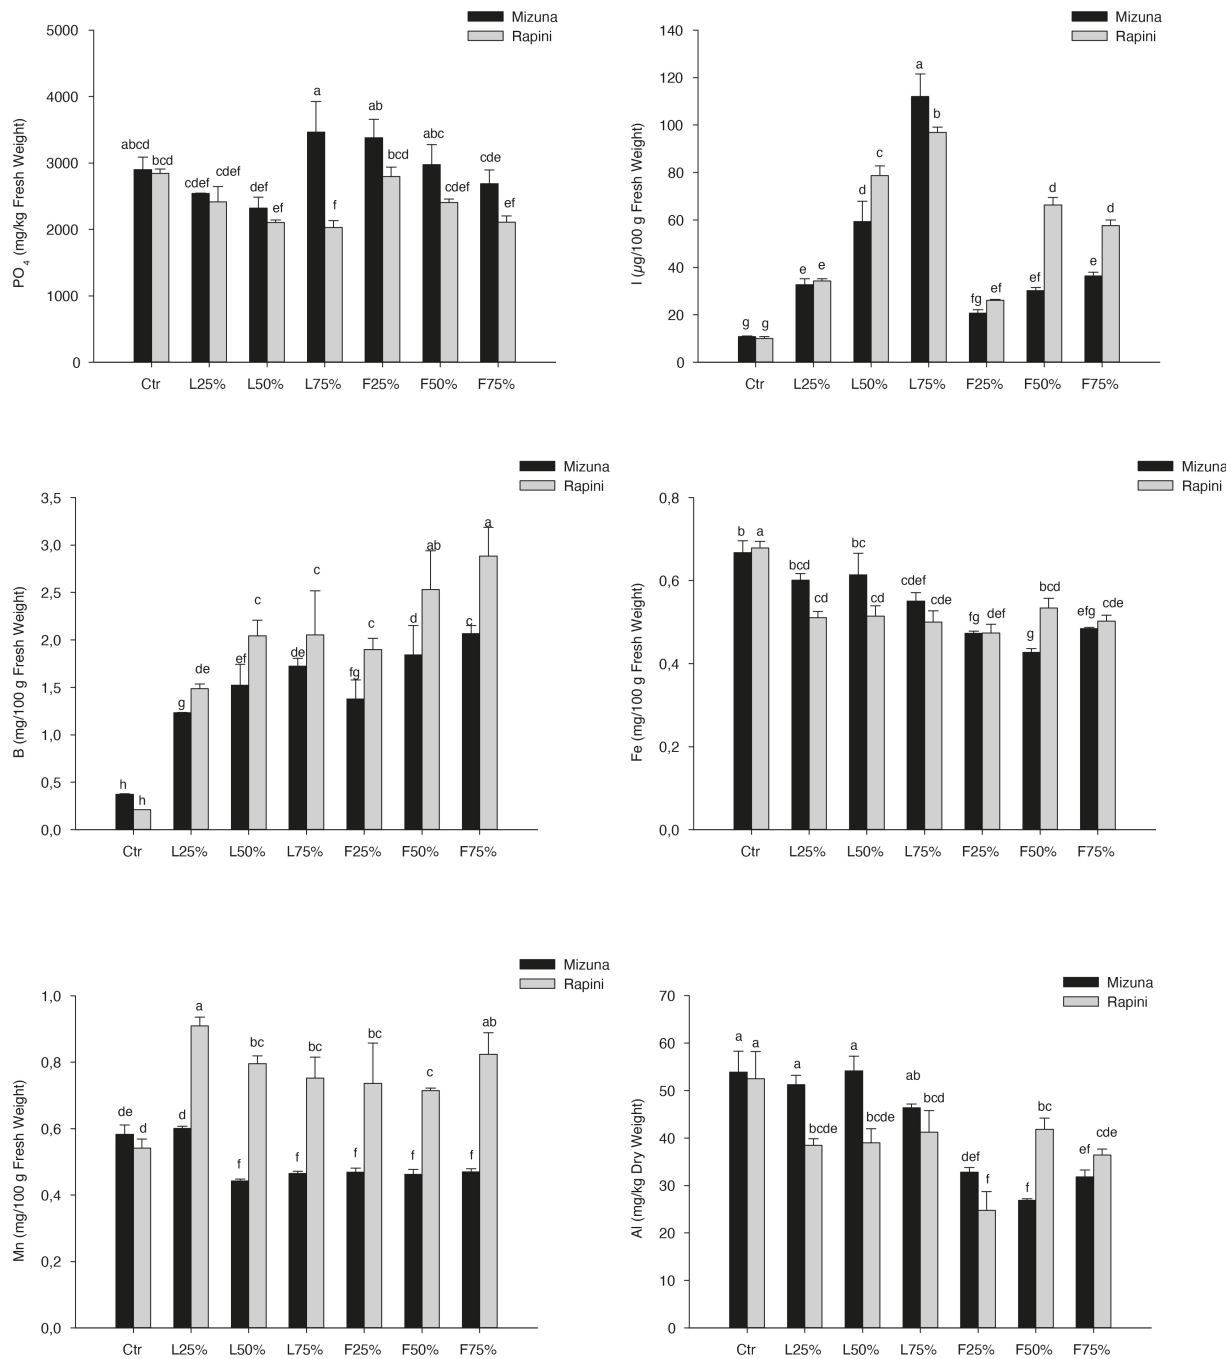 Mizuna
Rapini
5000
4000
3000
2000
1000
0
PO4 (mg/kg Fresh Weight)
abcd bcd cdef cdef def ef a f ab bcd abc cdef cde ef
Ctr L25% L50% L75% F25% F50% F75%
Mizuna
Rapini
140
120
100
80
60
40
20
0
I (µg/100 g Fresh Weight)
g g e e d c a b fg ef ef d e d
Ctr L25% L50% L75% F25% F50% F75%
Mizuna
Rapini
3,5
3,0
2,5
2,0
1,5
1,0
0,5
0,0
B (mg/100 g Fresh Weight)
h h g de ef c de c fg c d ab c a
Ctr L25% L50% L75% F25% F50% F75%
Mizuna
Rapini
0,8
0,6
0,4
0,2
0,0
Fe (mg/100 g Fresh Weight)
b a bcd cd bc cd cdef cde fg def g bcd efg cde
Ctr L25% L50% L75% F25% F50% F75%
Mizuna
Rapini
1,0
0,8
0,6
0,4
0,2
0,0
Mn (mg/100 g Fresh Weight)
de d d a f bc f bc f bc f c f ab
Ctr L25% L50% L75% F25% F50% F75%
Mizuna
Rapini
70
60
50
40
30
20
10
0
Al (mg/kg Dry Weight)
a a a bcde a bcde ab bcd def f f bc ef cde
Ctr L25% L50% L75% F25% F50% F75%